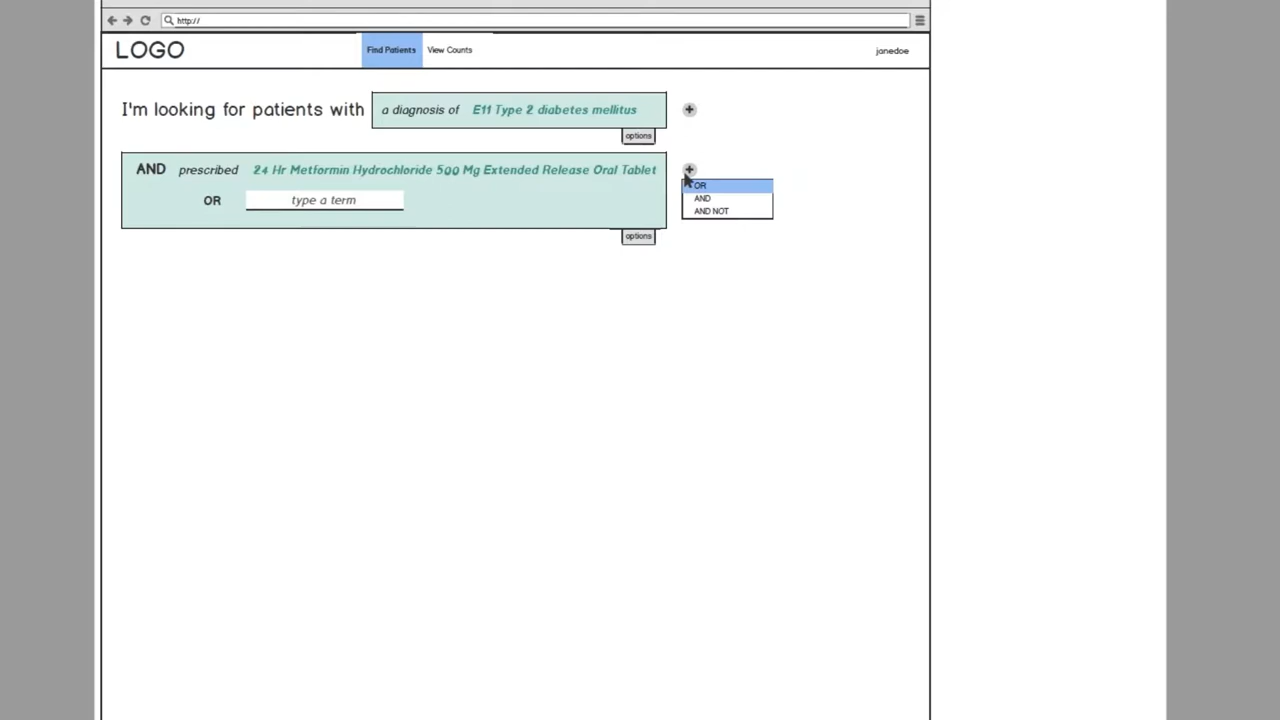 http://
LOGO
Find Patients
View Counts
janedoe
I'm looking for patients with a diagnosis of E11 Type 2 diabetes mellitus
options
AND prescribed 24 Hr Metformin Hydrochloride 500 Mg Extended Release Oral Tablet
OR type a term
options
OR
AND
AND NOT